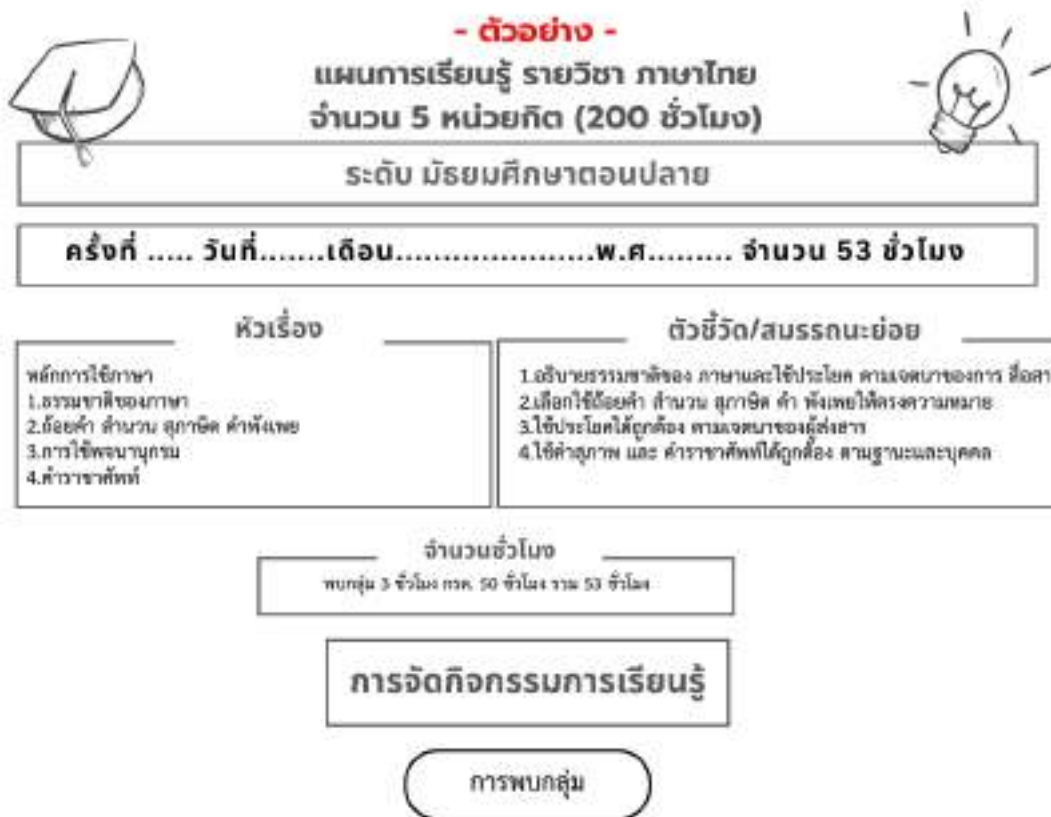 - ตัวอย่าง -
แผนการเรียนรู้ รายวิชา ภาษาไทย
จำนวน 5 หน่วยกิต (200 ชั่วโมง)
ระดับ มัธยมศึกษาตอนปลาย
ครั้งที่ ..... วันที่.......เดือน.....................พ.ศ......... จำนวน 53 ชั่วโมง
หัวเรื่อง
หลักการใช้ภาษา
1.ธรรมชาติของภาษา
2.ถ้อยคำ สำนวน สุภาษิต คำพังเพย
3.การใช้พจนานุกรม
4.คำราชาศัพท์
ตัวชี้วัด/สมรรถนะย่อย
1.อธิบายธรรมชาติของ ภาษาและใช้ประโยค ตามเจตนาของการ สื่อสา
2.เลือกใช้ถ้อยคำ สำนวน สุภาษิต คำ พังเพยให้ตรงความหมาย
3.ใช้ประโยคได้ถูกต้อง ตามเจตนาของผู้ส่งสาร
4.ใช้คำสุภาพ และ คำราชาศัพท์ได้ถูกต้อง ตามฐานะและบุคคล
จำนวนชั่วโมง
พบกลุ่ม 3 ชั่วโมง กรต. 50 ชั่วโมง รวม 53 ชั่วโมง
การจัดกิจกรรมการเรียนรู้
การพบกลุ่ม